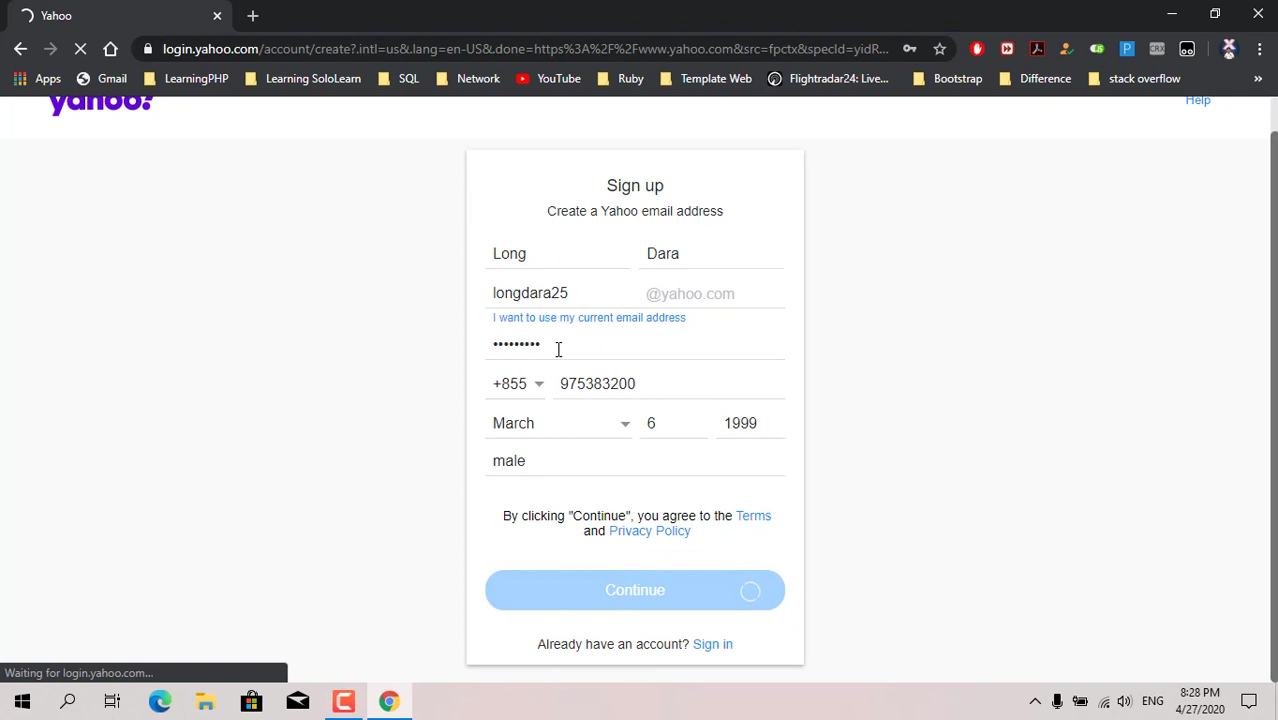 Yahoo
login.yahoo.com/account/create?.intl=us&.lang=en-US&.done=https%3A%2F%2Fwww.yahoo.com&src=fpctx&specId=yidR...
Apps Gmail LearningPHP Learning SoloLearn SQL Network YouTube Ruby Template Web Flightradar24: Live... Bootstrap Difference stack overflow »
yahoo!
Help
Sign up
Create a Yahoo email address
Long Dara
longdara25 @yahoo.com
I want to use my current email address
•••••••••
+855 975383200
March 6 1999
male
By clicking "Continue", you agree to the Terms
and Privacy Policy
Continue
Already have an account? Sign in
Waiting for login.yahoo.com...
ENG
8:28 PM
4/27/2020